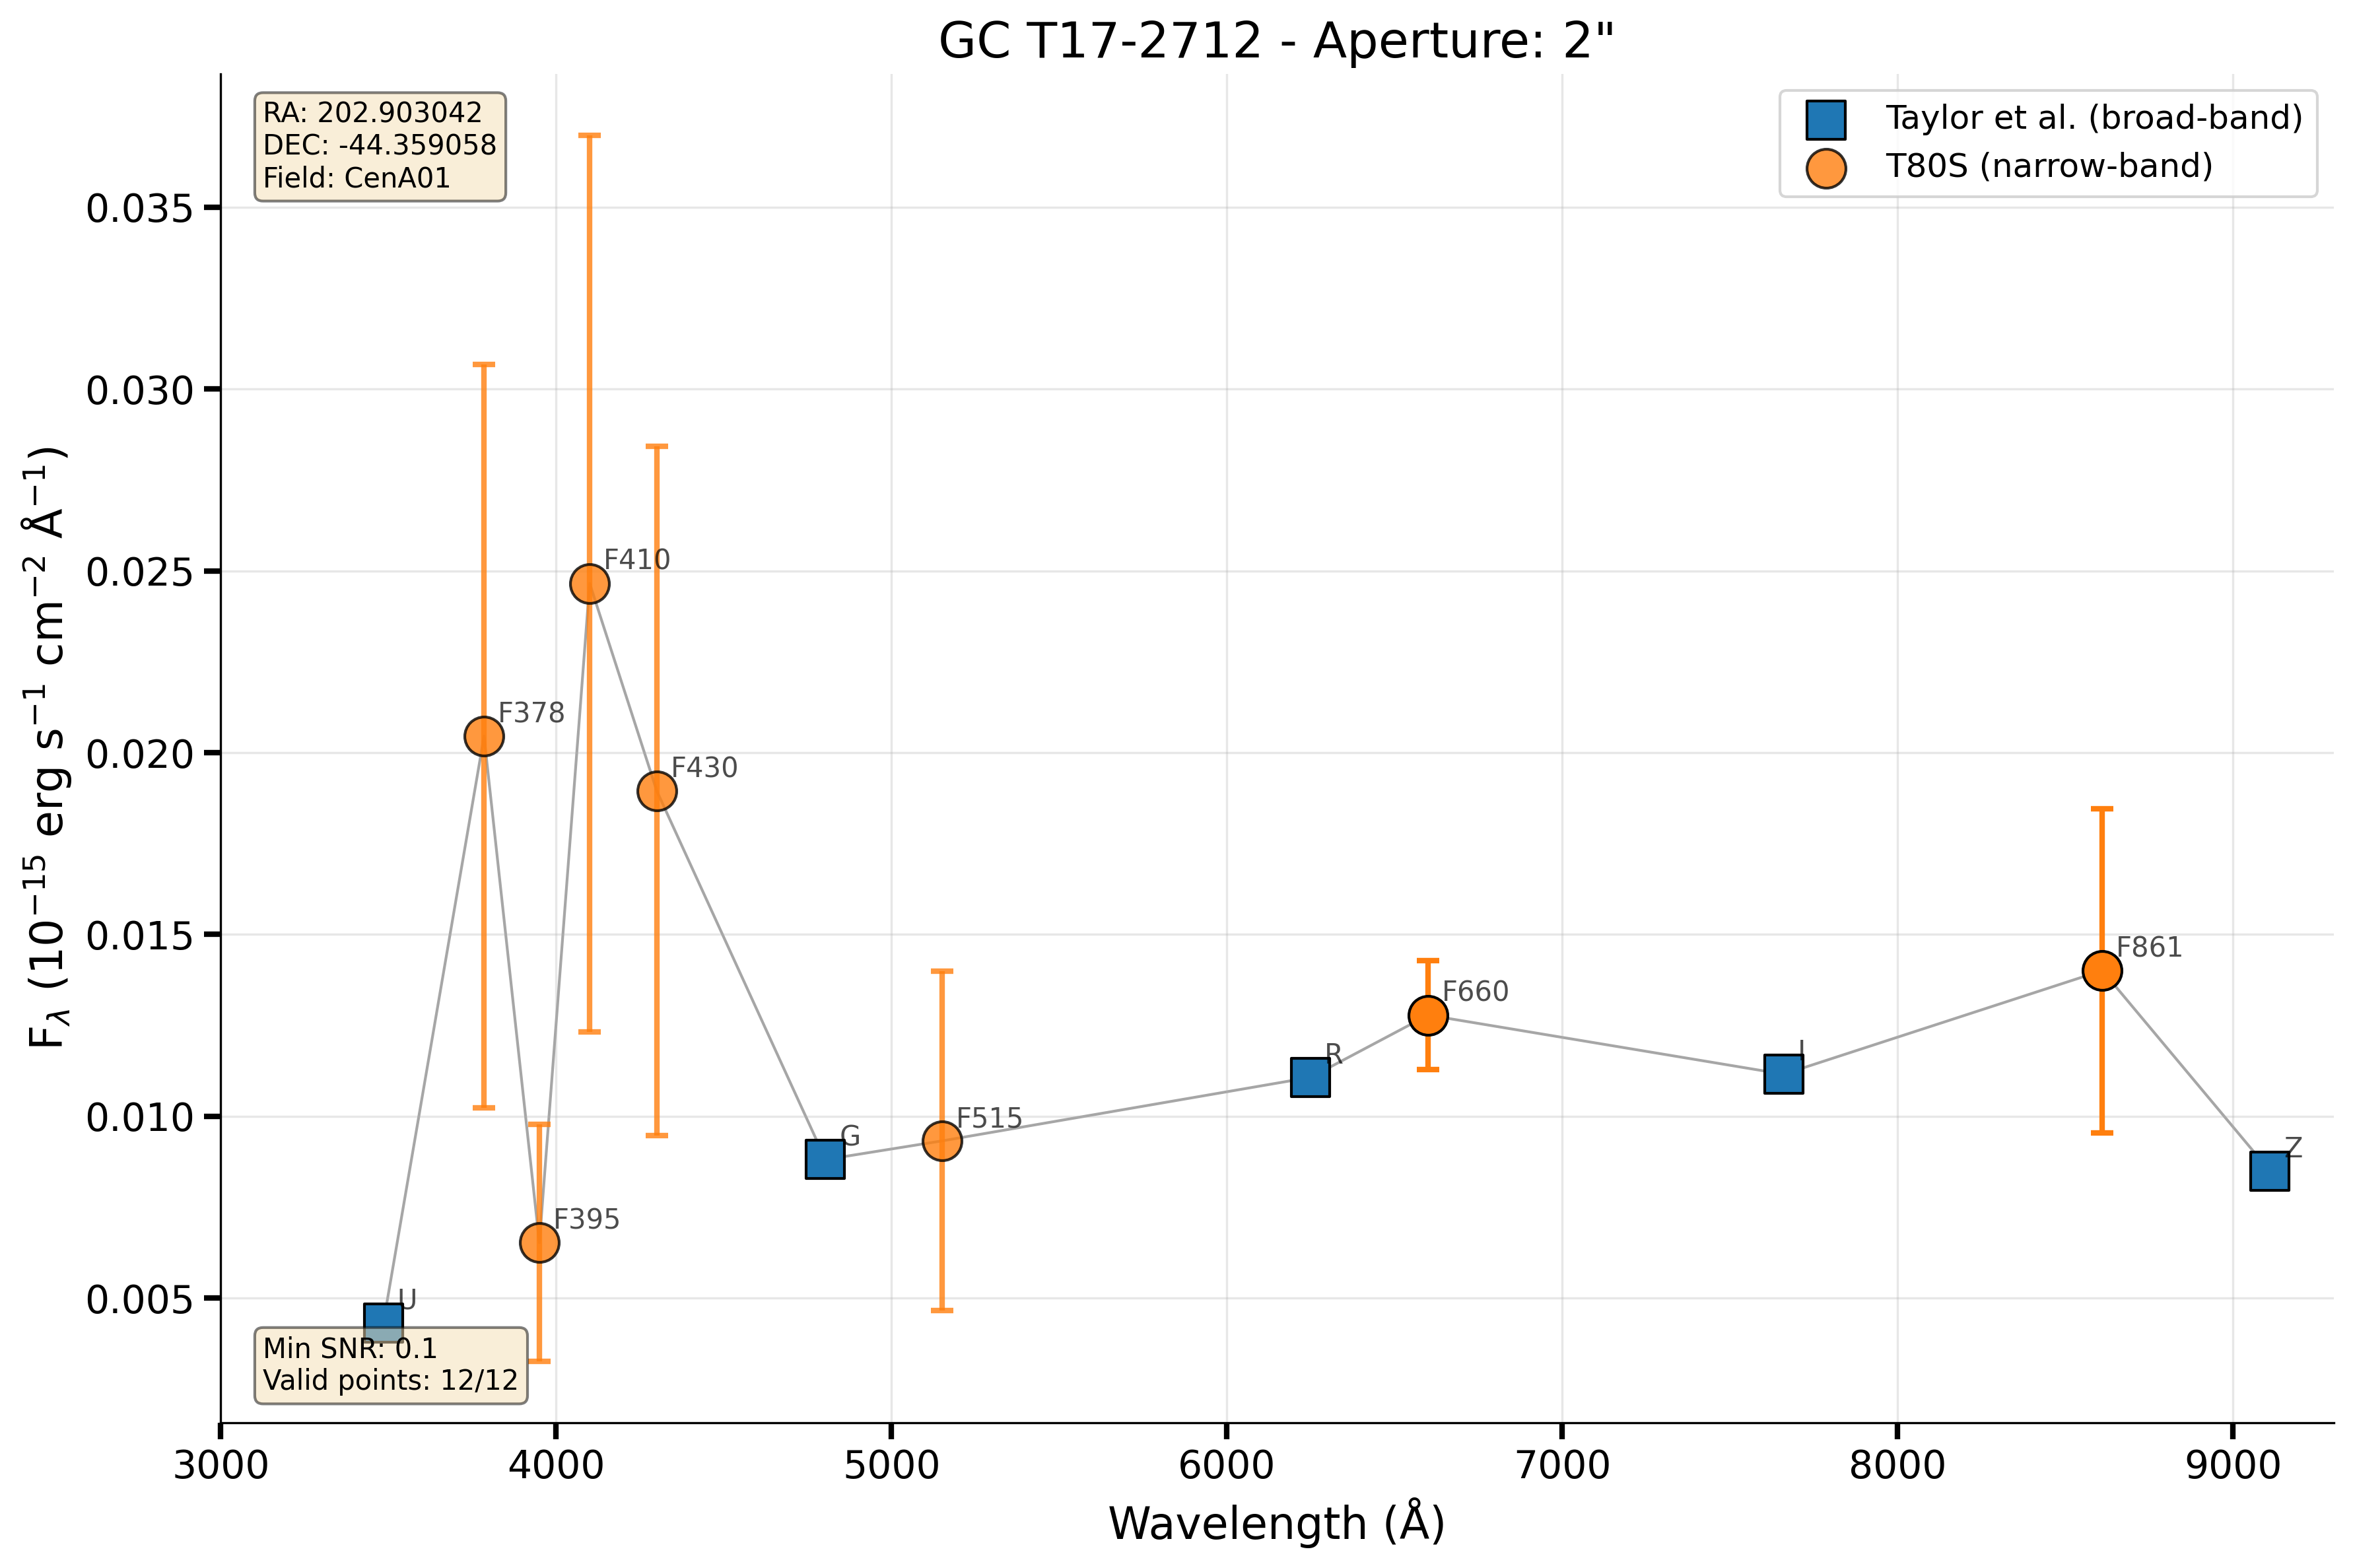 GC T17-2712 - Aperture: 2"
RA: 202.903042
DEC: -44.359058
Field: CenA01
Taylor et al. (broad-band)
T80S (narrow-band)
F$_{λ}$ (10$^{−15}$ erg s$^{−1}$ cm$^{−2}$ Å$^{−1}$)
0.035
0.030
0.025
0.020
0.015
0.010
0.005
F410
F378
F430
F861
F660
R
I
F515
G
Z
F395
U
Min SNR: 0.1
Valid points: 12/12
3000 4000 5000 6000 7000 8000 9000
Wavelength (Å)